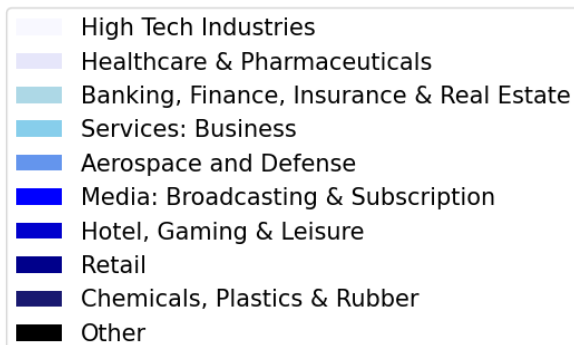 High Tech Industries
Healthcare & Pharmaceuticals
Banking, Finance, Insurance & Real Estate
Services: Business
Aerospace and Defense
Media: Broadcasting & Subscription
Hotel, Gaming & Leisure
Retail
Chemicals, Plastics & Rubber
Other